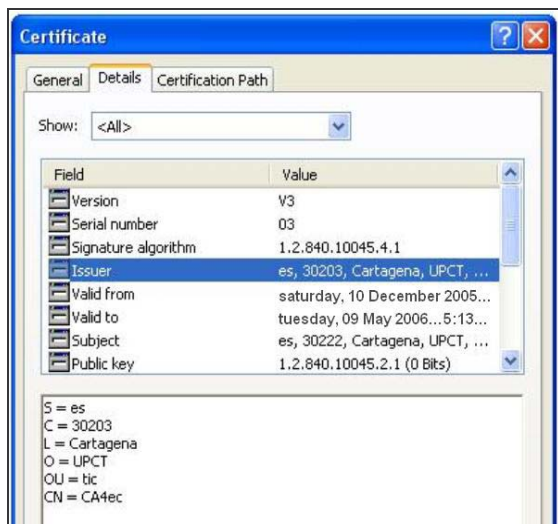 Certificate
General Details Certification Path
Show: <All>
Field Value
Version V3
Serial number 03
Signature algorithm 1.2.840.10045.4.1
Issuer es, 30203, Cartagena, UPCT, ...
Valid from saturday, 10 December 2005...
Valid to tuesday, 09 May 2006...5:13...
Subject es, 30222, Cartagena, UPCT, ...
Public key 1.2.840.10045.2.1 (0 Bits)
S = es
C = 30203
L = Cartagena
O = UPCT
OU = tic
CN = CA4ec